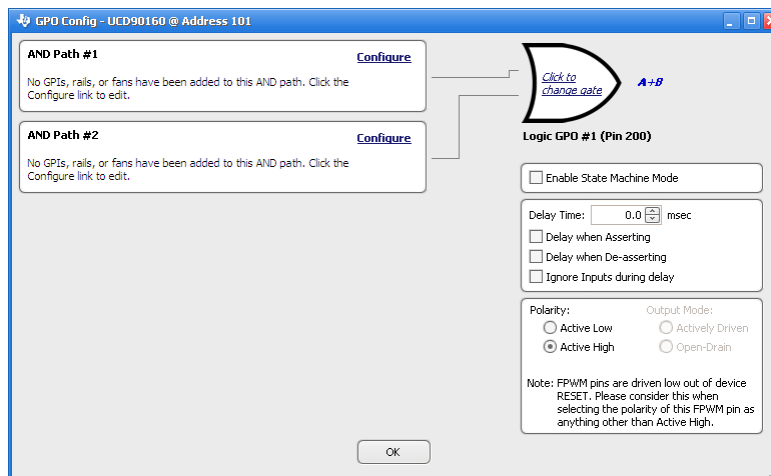 GPO Config - UCD90160 @ Address 101
AND Path #1
Configure
No GPIs, rails, or fans have been added to this AND path. Click the
Configure link to edit.
AND Path #2
Configure
No GPIs, rails, or fans have been added to this AND path. Click the
Configure link to edit.
Click to
change gate
A+B
Logic GPO #1 (Pin 200)
Enable State Machine Mode
Delay Time: 0.0 msec
Delay when Asserting
Delay when De-asserting
Ignore Inputs during delay
Polarity: Output Mode:
Active Low Actively Driven
Active High Open-Drain
Note: FPWM pins are driven low out of device
RESET. Please consider this when
selecting the polarity of this FPWM pin as
anything other than Active High.
OK